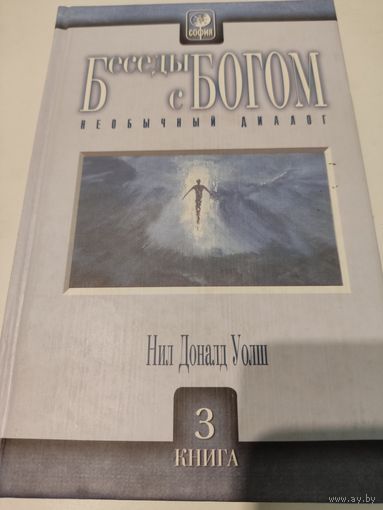 СОФИЯ
Беседы
с БОГОМ
НЕОБЫЧНЫЙ ДИАЛОГ
Нил Доналд Уолш
3
КНИГА
www.ay.by